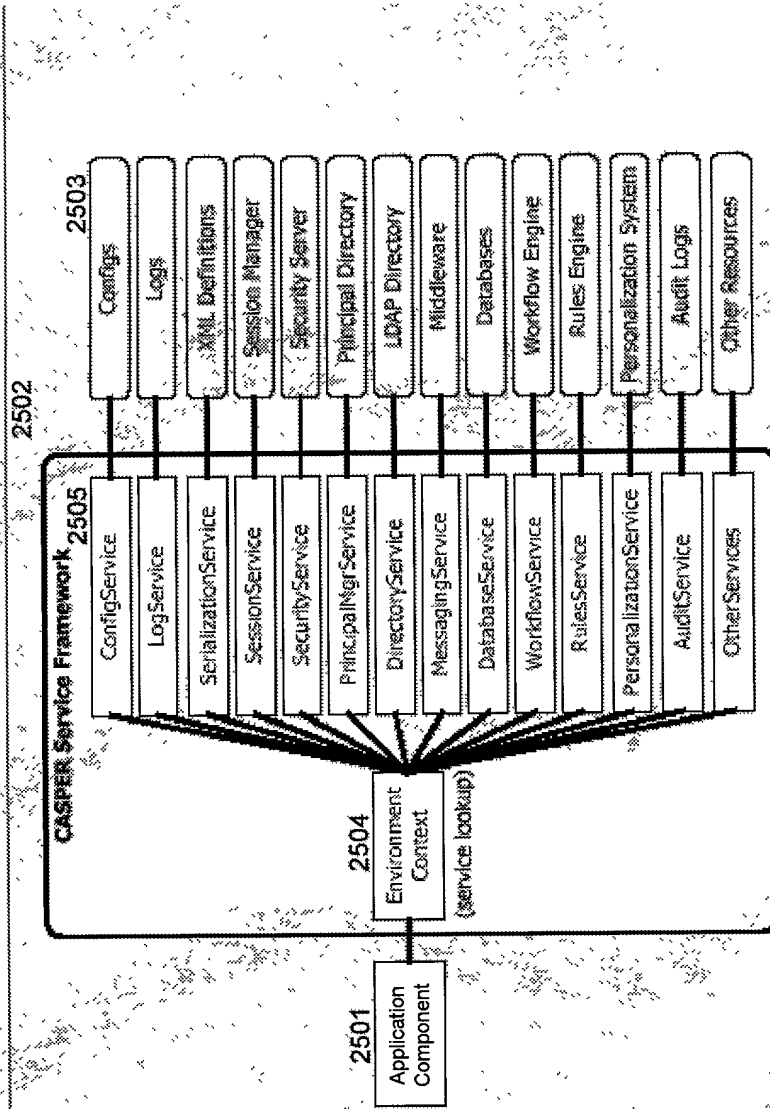 2502
CASPER Service Framework
2505
2503
ConfigService
Configs
LogService
Logs
SerializationService
XML Definitions
SessionService
Session Manager
SecurityService
Security Server
PrincipalMgrService
Principal Directory
DirectoryService
LDAP Directory
MessagingService
Middleware
DatabaseService
Databases
WorkflowService
Workflow Engine
RulesService
Rules Engine
PersonalizationService
Personalization System
AuditService
Audit Logs
OtherServices
Other Resources
2504
Environment
Context
(service lookup)
2501
Application
Component